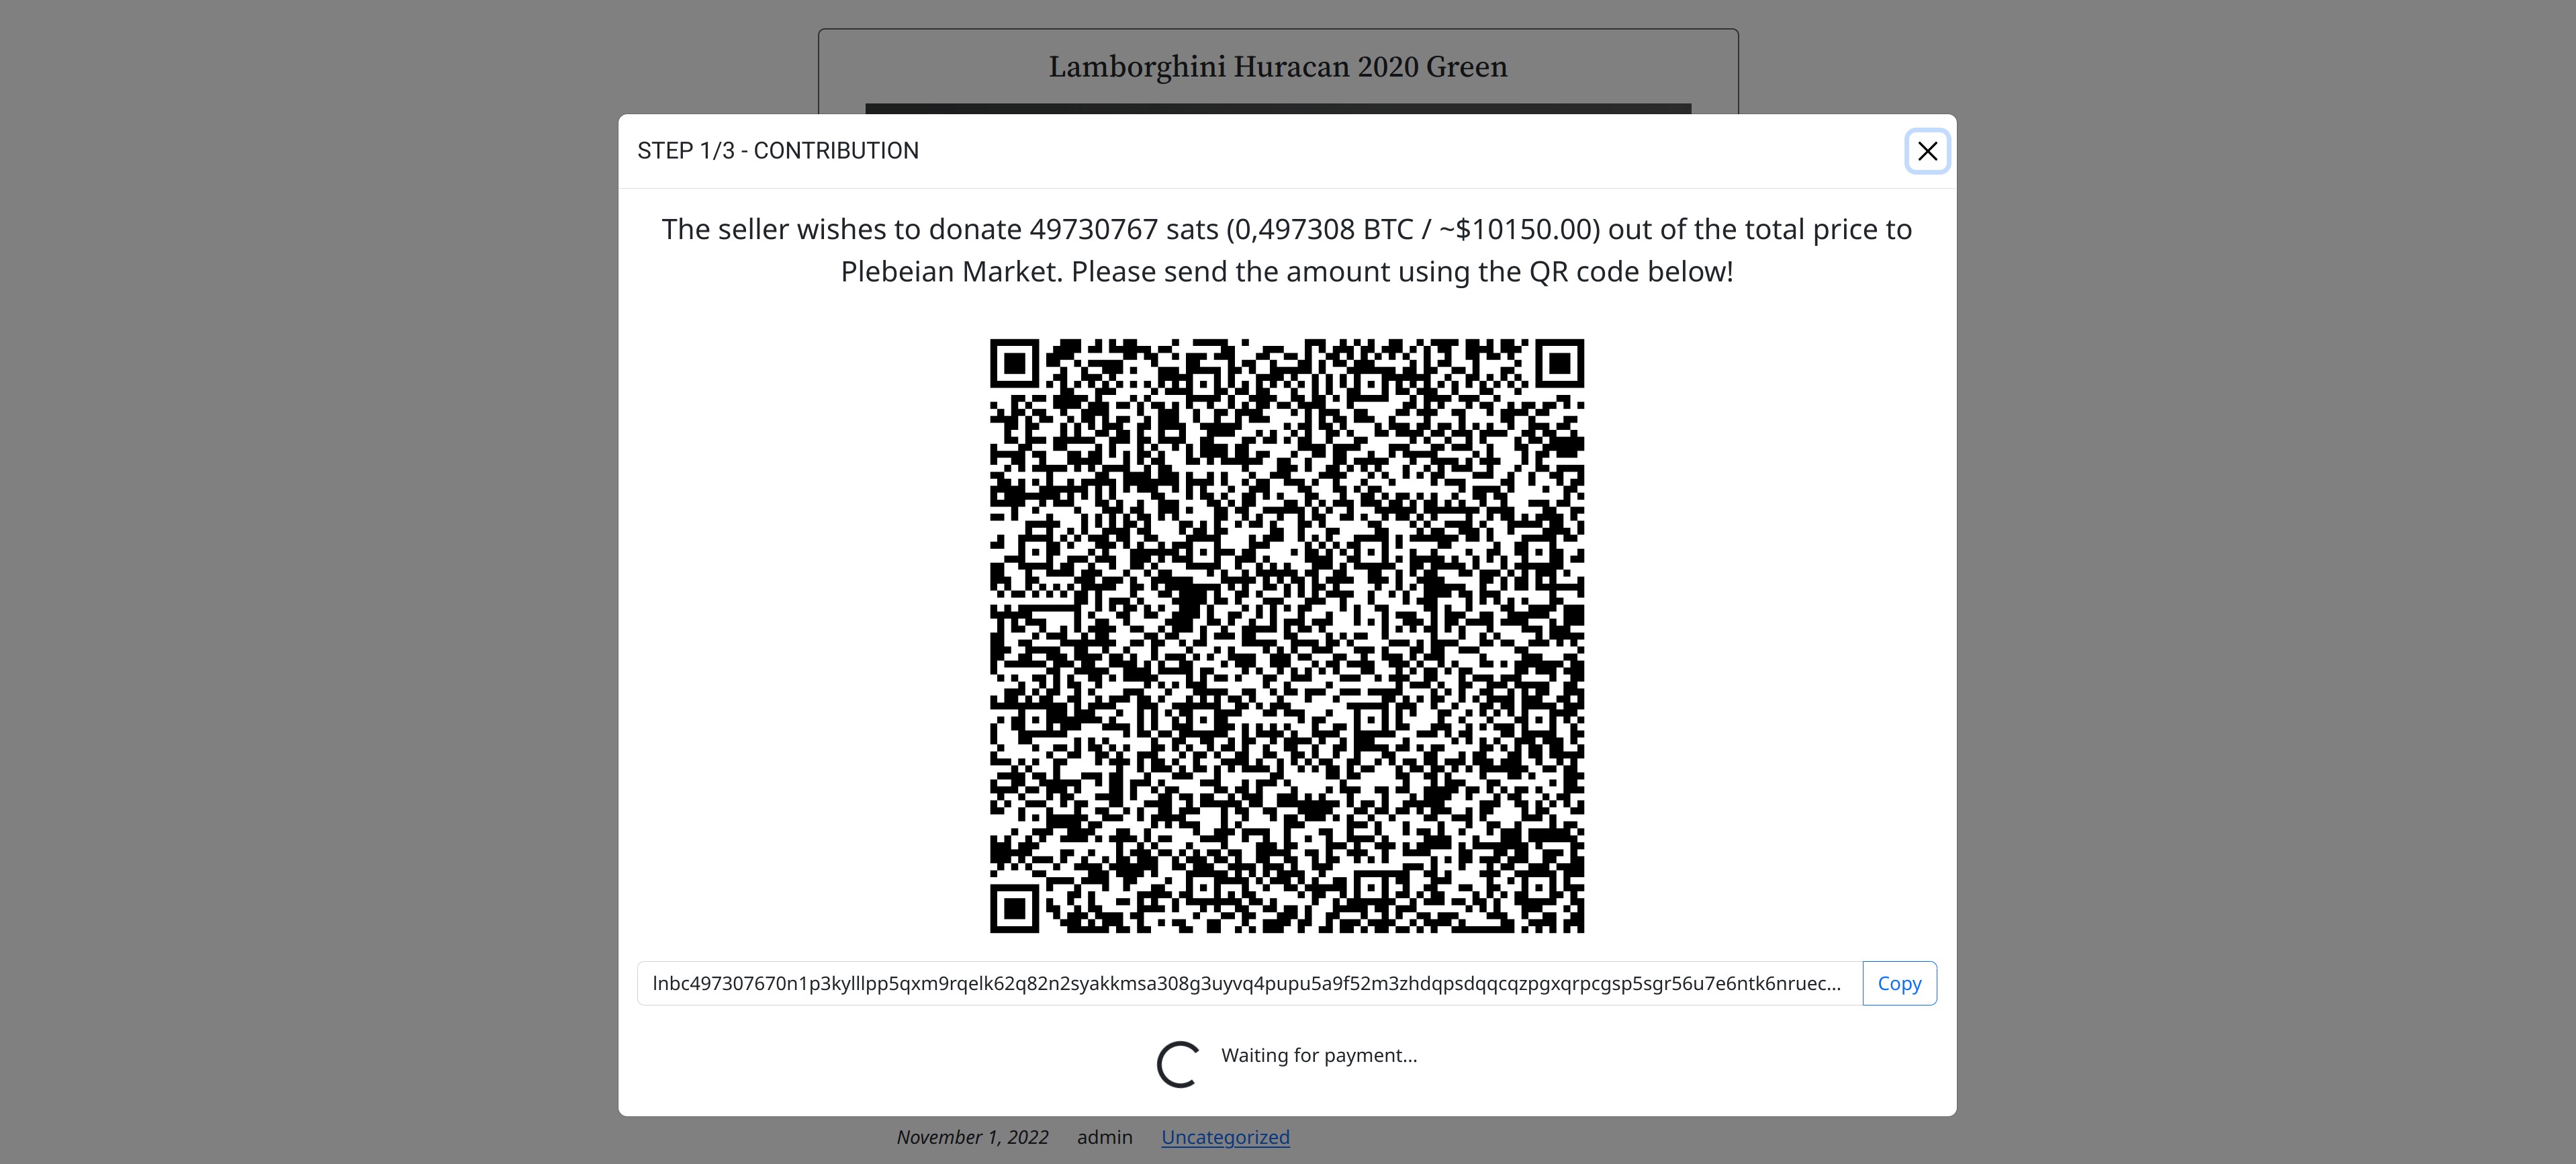 Lamborghini Huracan 2020 Green
STEP 1/3 - CONTRIBUTION
The seller wishes to donate 49730767 sats (0,497308 BTC / ~$10150.00) out of the total price to
Plebeian Market. Please send the amount using the QR code below!
lnbc497307670n1p3kylllpp5qxm9rqelk62q82n2syakkmsa308g3uyvq4pupu5a9f52m3zhdqpsdqqcqzpgxqrpcgsp5sgr56u7e6ntk6nruec...
Copy
Waiting for payment...
November 1, 2022 admin Uncategorized